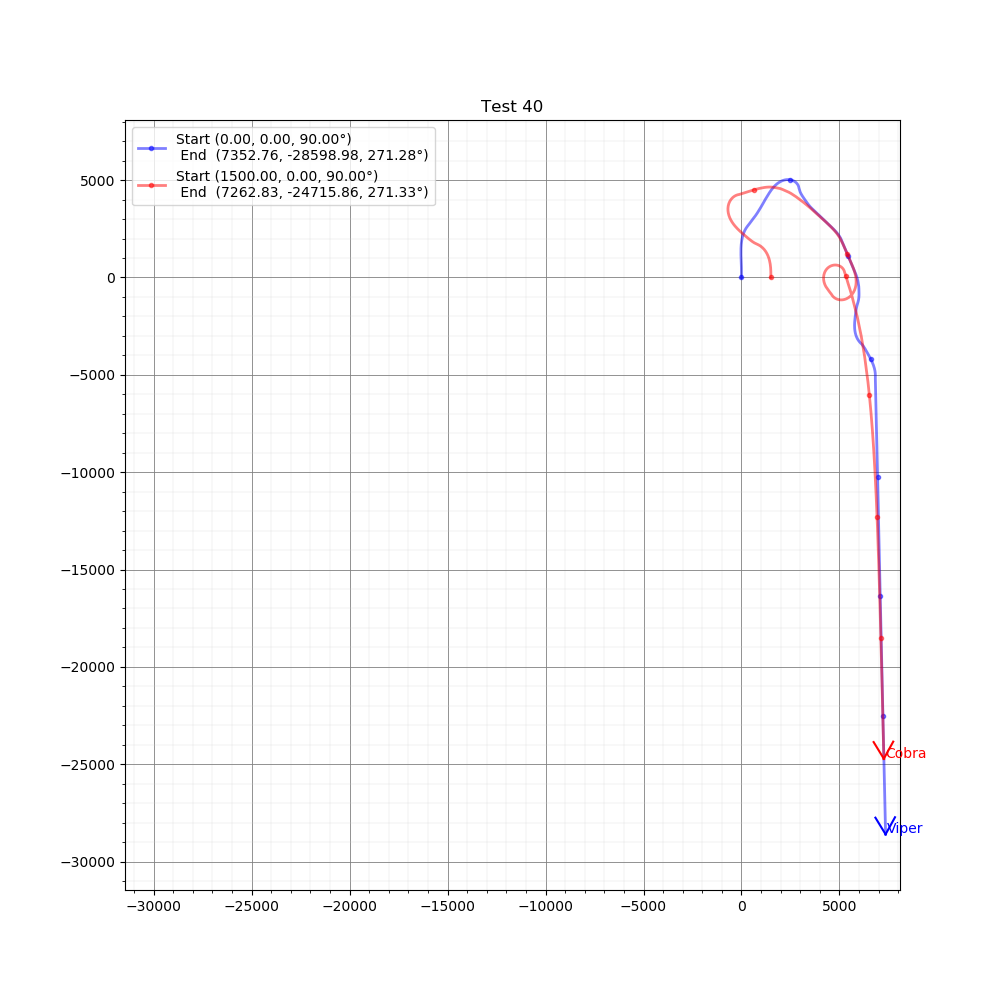 Test 40
Start (0.00, 0.00, 90.00°)
End  (7352.76, -28598.98, 271.28°)
Start (1500.00, 0.00, 90.00°)
End  (7262.83, -24715.86, 271.33°)
5000
0
−5000
−10000
−15000
−20000
−25000
−30000
Cobra
Viper
−30000 −25000 −20000 −15000 −10000 −5000 0 5000